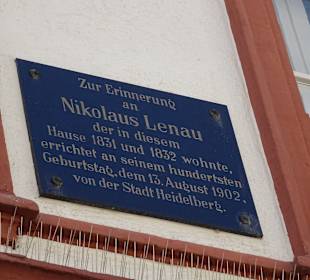 Zur Erinnerung
an
Nikolaus Lenau
der in diesem
Hause 1831 und 1832 wohnte,
errichtet an seinem hundertsten
Geburtstag, dem 13. August 1902,
von der Stadt Heidelberg.